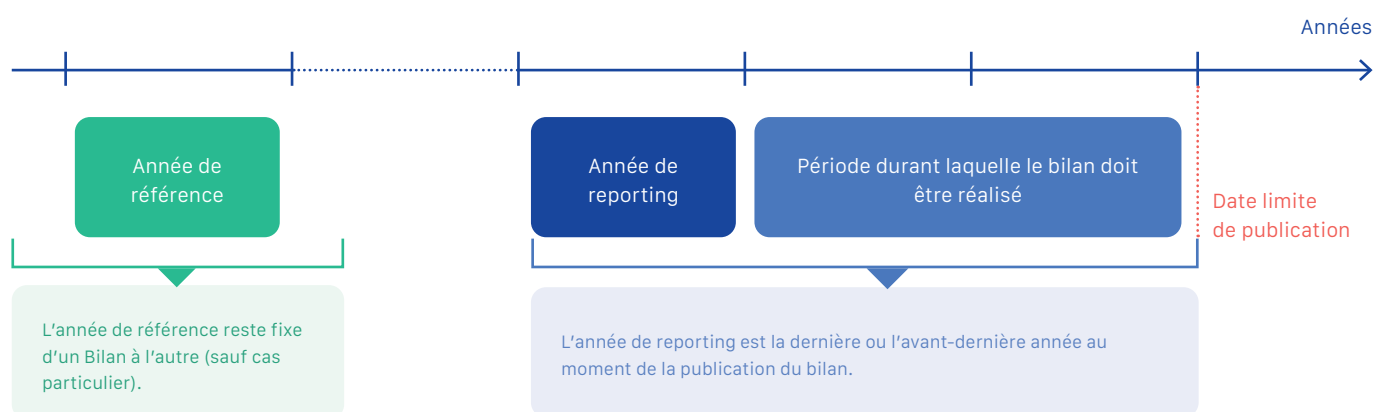 Années
Année de
référence
Année de
reporting
Période durant laquelle le bilan doit
être réalisé
Date limite
de publication
L’année de référence reste fixe
d’un Bilan à l’autre (sauf cas
particulier).
L’année de reporting est la dernière ou l’avant-dernière année au
moment de la publication du bilan.